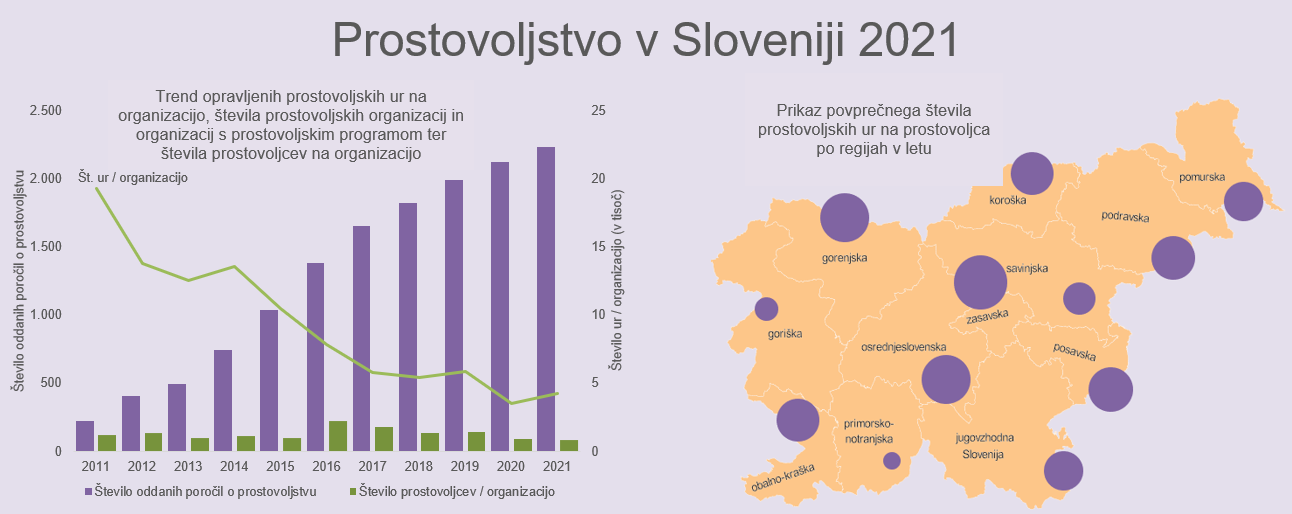 Prostovoljstvo v Sloveniji 2021
Trend opravljenih prostovoljskih ur na
organizacijo, števila prostovoljskih organizacij in
organizacij s prostovoljskim programom ter
števila prostovoljcev na organizacijo
Število oddanih poročil o prostovoljstvu
2.500
2.000
1.500
1.000
500
0
Št. ur / organizacijo
25
20
15
10
5
0
Število ur / organizacijo (v tisoč)
2011 2012 2013 2014 2015 2016 2017 2018 2019 2020 2021
Število oddanih poročil o prostovoljstvu Število prostovoljcev / organizacijo
Prikaz povprečnega števila
prostovoljskih ur na prostovoljca
po regijah v letu
pomurska
koroška
podravska
gorenjska
savinjska
zasavska
goriška
osrednjeslovenska
posavska
primorsko-
notranjska
jugovzhodna
Slovenija
obalno-kraška